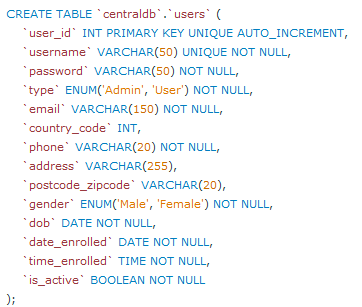 CREATE TABLE `centraldb`.`users` (
`user_id` INT PRIMARY KEY UNIQUE AUTO_INCREMENT,
`username` VARCHAR(50) UNIQUE NOT NULL,
`password` VARCHAR(50) NOT NULL,
`type` ENUM('Admin', 'User') NOT NULL,
`email` VARCHAR(150) NOT NULL,
`country_code` INT,
`phone` VARCHAR(20) NOT NULL,
`address` VARCHAR(255),
`postcode_zipcode` VARCHAR(20),
`gender` ENUM('Male', 'Female') NOT NULL,
`dob` DATE NOT NULL,
`date_enrolled` DATE NOT NULL,
`time_enrolled` TIME NOT NULL,
`is_active` BOOLEAN NOT NULL
);